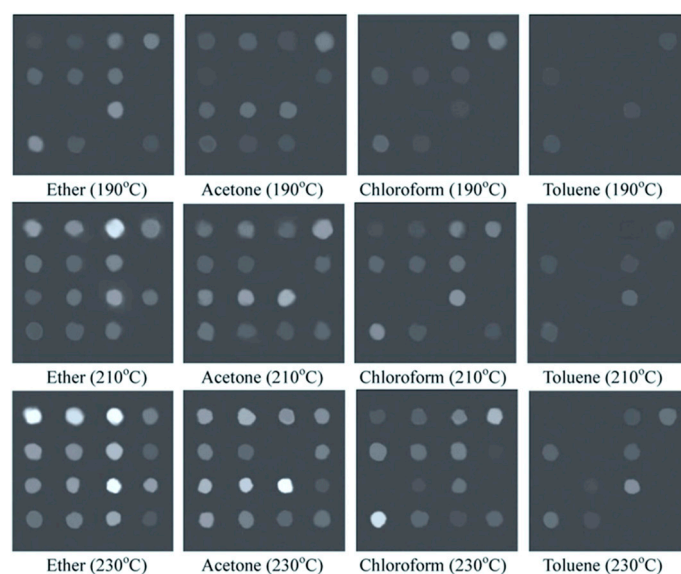 Ether (190°C) Acetone (190°C) Chloroform (190°C) Toluene (190°C)
Ether (210°C) Acetone (210°C) Chloroform (210°C) Toluene (210°C)
Ether (230°C) Acetone (230°C) Chloroform (230°C) Toluene (230°C)